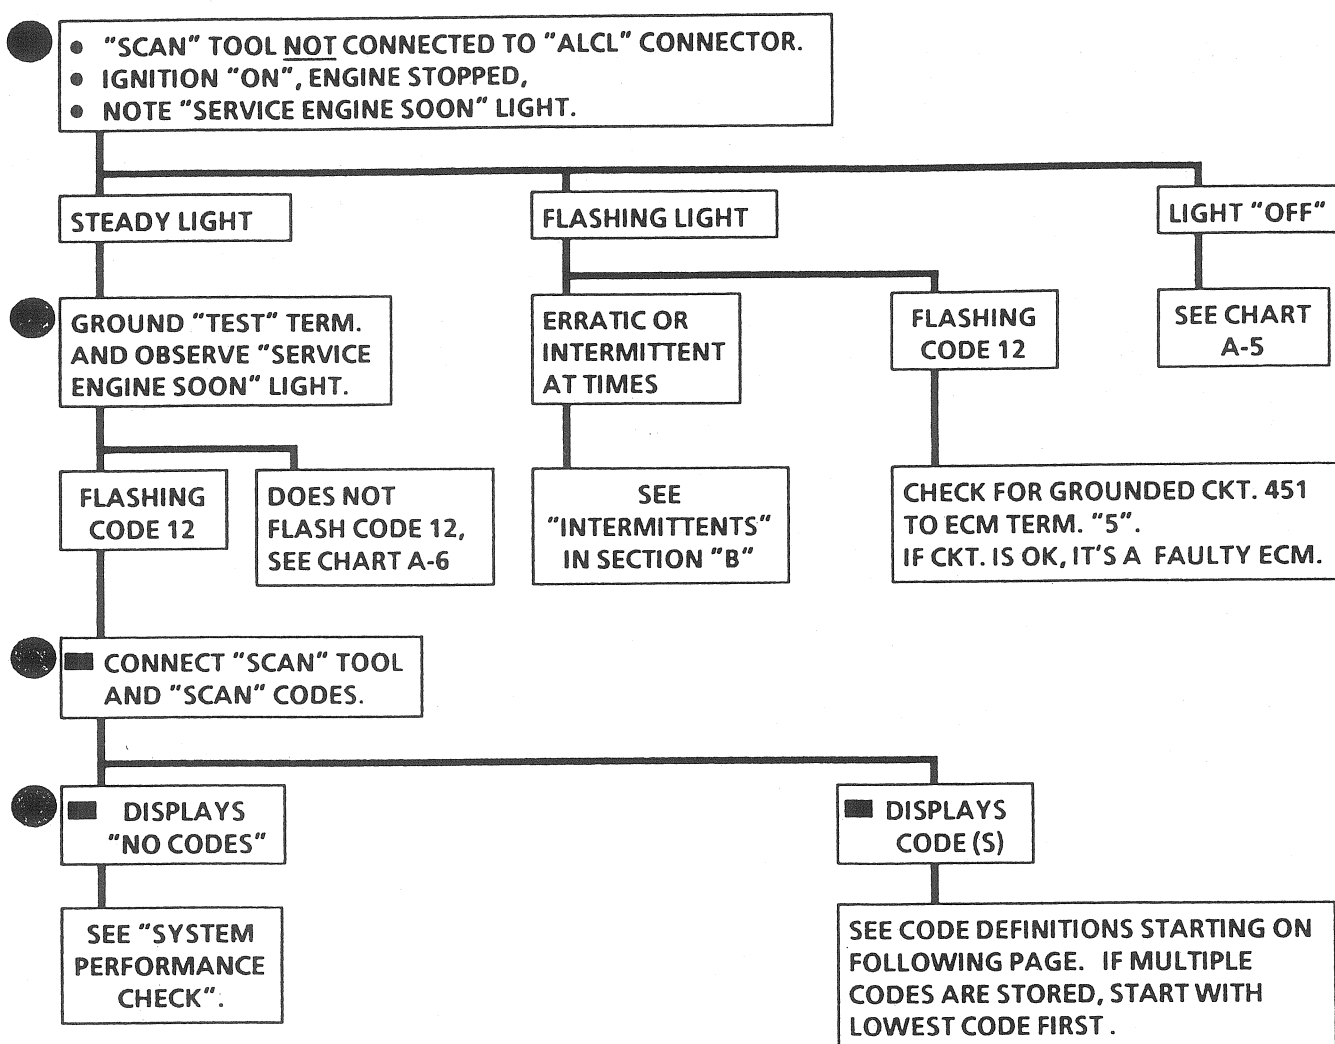 • "SCAN" TOOL NOT CONNECTED TO "ALCL" CONNECTOR.
• IGNITION "ON", ENGINE STOPPED,
• NOTE "SERVICE ENGINE SOON" LIGHT.
STEADY LIGHT
FLASHING LIGHT
LIGHT "OFF"
GROUND "TEST" TERM.
AND OBSERVE "SERVICE
ENGINE SOON" LIGHT.
ERRATIC OR
INTERMITTENT
AT TIMES
FLASHING
CODE 12
SEE CHART
A-5
FLASHING
CODE 12
DOES NOT
FLASH CODE 12,
SEE CHART A-6
SEE
"INTERMITTENTS"
IN SECTION "B"
CHECK FOR GROUNDED CKT. 451
TO ECM TERM. "5".
IF CKT. IS OK, IT'S A FAULTY ECM.
CONNECT "SCAN" TOOL
AND "SCAN" CODES.
DISPLAYS
"NO CODES"
DISPLAYS
CODE (S)
SEE "SYSTEM
PERFORMANCE
CHECK".
SEE CODE DEFINITIONS STARTING ON
FOLLOWING PAGE. IF MULTIPLE
CODES ARE STORED, START WITH
LOWEST CODE FIRST .